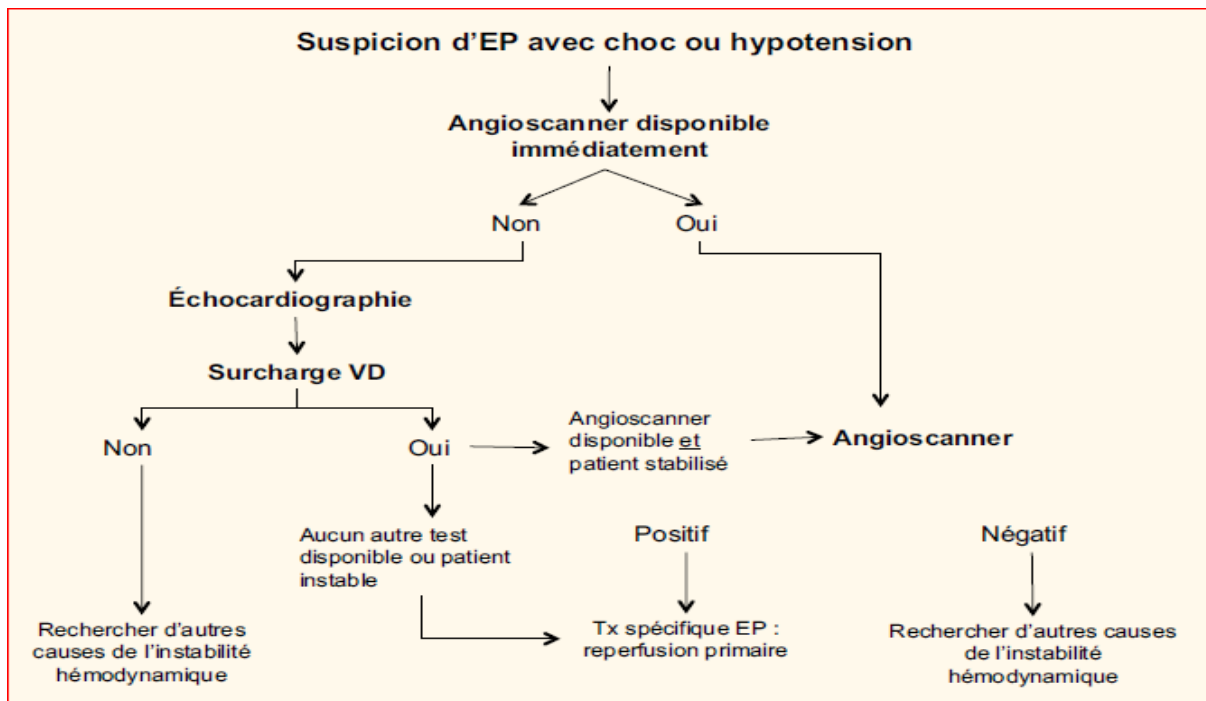 Suspicion d'EP avec choc ou hypotension
Angioscanner disponible
immédiatement
Non
Oui
Échocardiographie
Surcharge VD
Non
Oui
Angioscanner
disponible et
patient stabilisé
Angioscanner
Aucun autre test
disponible ou patient
instable
Positif
Négatif
Rechercher d'autres
causes de l'instabilité
hémodynamique
Tx spécifique EP :
reperfusion primaire
Rechercher d'autres causes
de l'instabilité
hémodynamique